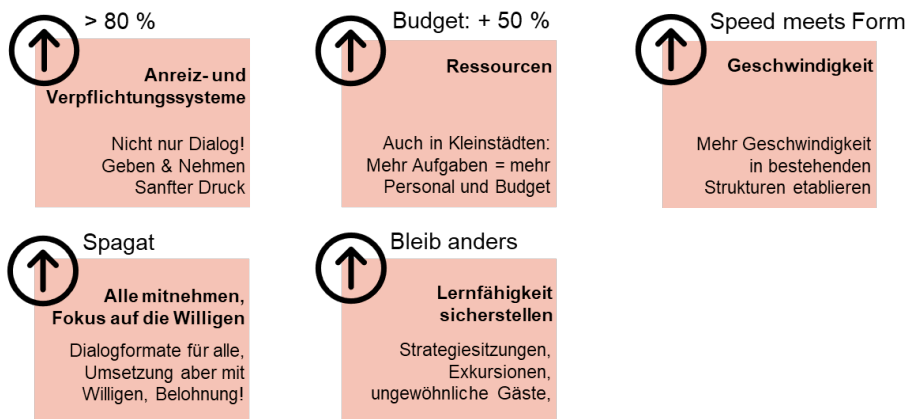 > 80 %
Anreiz- und
Verpflichtungssysteme
Nicht nur Dialog!
Geben & Nehmen
Sanfter Druck
Budget: + 50 %
Ressourcen
Auch in Kleinstädten:
Mehr Aufgaben = mehr
Personal und Budget
Speed meets Form
Geschwindigkeit
Mehr Geschwindigkeit
in bestehenden
Strukturen etablieren
Spagat
Alle mitnehmen,
Fokus auf die Willigen
Dialogformate für alle,
Umsetzung aber mit
Willigen, Belohnung!
Bleib anders
Lernfähigkeit
sicherstellen
Strategiesitzungen,
Exkursionen,
ungewöhnliche Gäste,